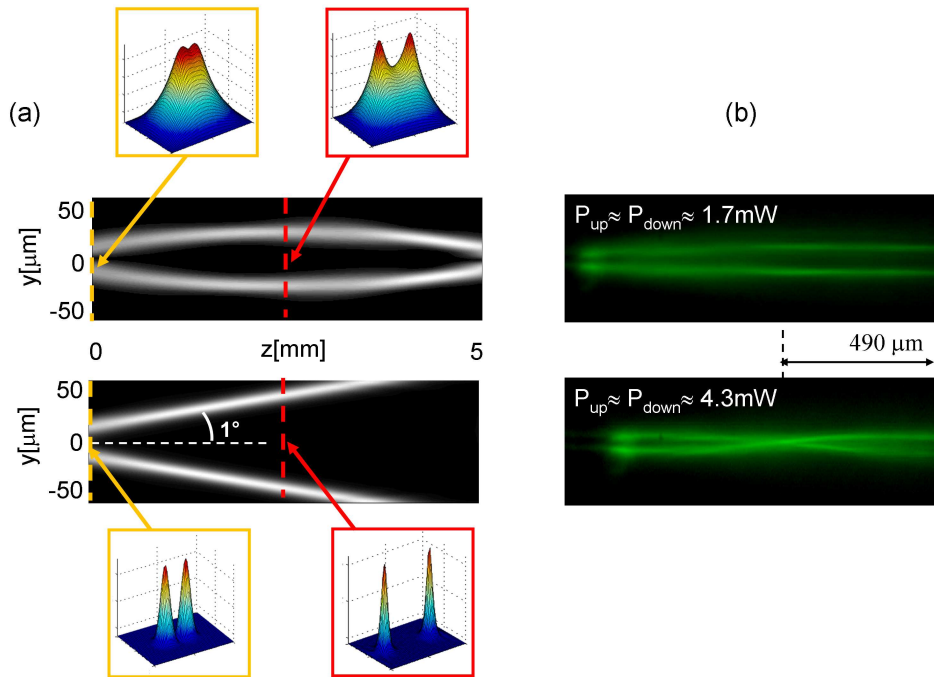 (a)
(b)
50
0
-50
y[μm]
0
z[mm]
5
50
0
-50
y[μm]
1°
P_up ≈ P_down ≈ 1.7mW
490 μm
P_up ≈ P_down ≈ 4.3mW